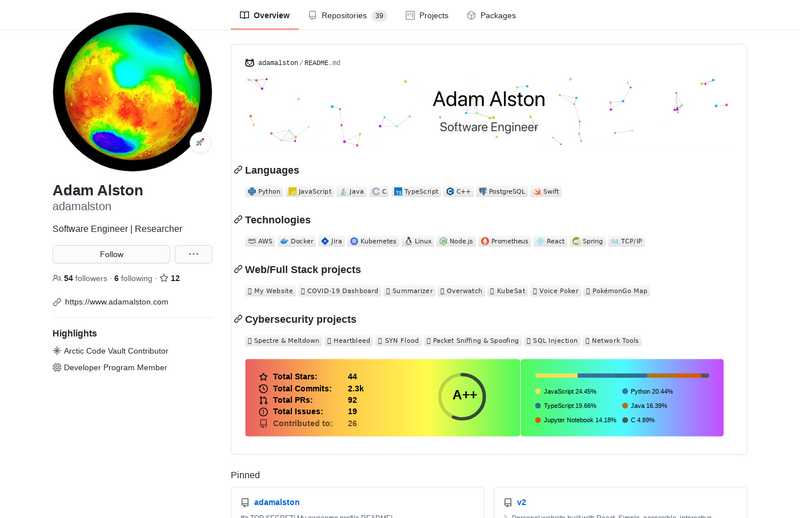 Overview
Repositories 39
Projects
Packages
Adam Alston
adamalston
Software Engineer | Researcher
Follow
54 followers · 6 following · 12
https://www.adamalston.com
Highlights
Arctic Code Vault Contributor
Developer Program Member
adamalston/README.md
Adam Alston
Software Engineer
Languages
Python JavaScript Java C TypeScript C++ PostgreSQL Swift
Technologies
AWS Docker Jira Kubernetes Linux Node.js Prometheus React Spring TCP/IP
Web/Full Stack projects
My Website COVID-19 Dashboard Summarizer Overwatch KubeSat Voice Poker PokémonGo Map
Cybersecurity projects
Spectre & Meltdown Heartbleed SYN Flood Packet Sniffing & Spoofing SQL Injection Network Tools
Total Stars: 44
Total Commits: 2.3k
Total PRs: 92
Total Issues: 19
Contributed to: 26
A++
JavaScript 24.45% Python 20.44%
TypeScript 19.66% Java 16.39%
Jupyter Notebook 14.18% C 4.89%
Pinned
adamalston
v2